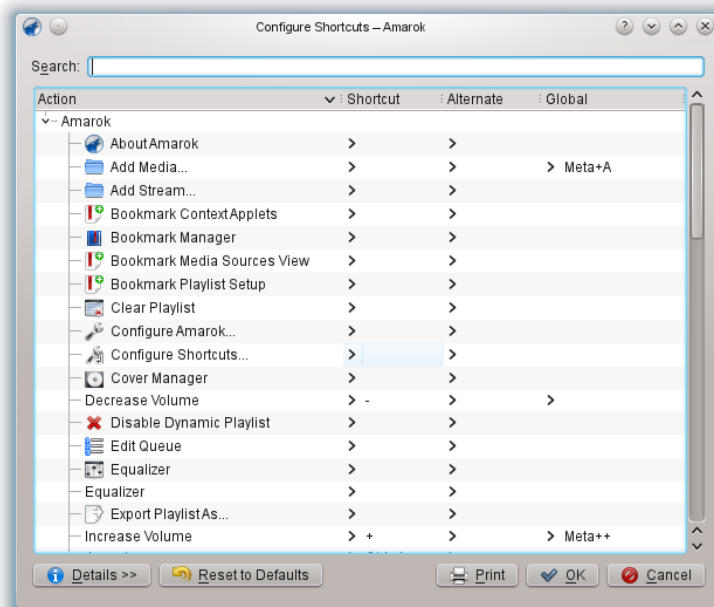 Configure Shortcuts – Amarok
Search:
Action Shortcut Alternate Global
Amarok
About Amarok
Add Media... Meta+A
Add Stream...
Bookmark Context Applets
Bookmark Manager
Bookmark Media Sources View
Bookmark Playlist Setup
Clear Playlist
Configure Amarok...
Configure Shortcuts...
Cover Manager
Decrease Volume -
Disable Dynamic Playlist
Edit Queue
Equalizer
Equalizer
Export Playlist As...
Increase Volume + Meta++
Details >> Reset to Defaults Print OK Cancel